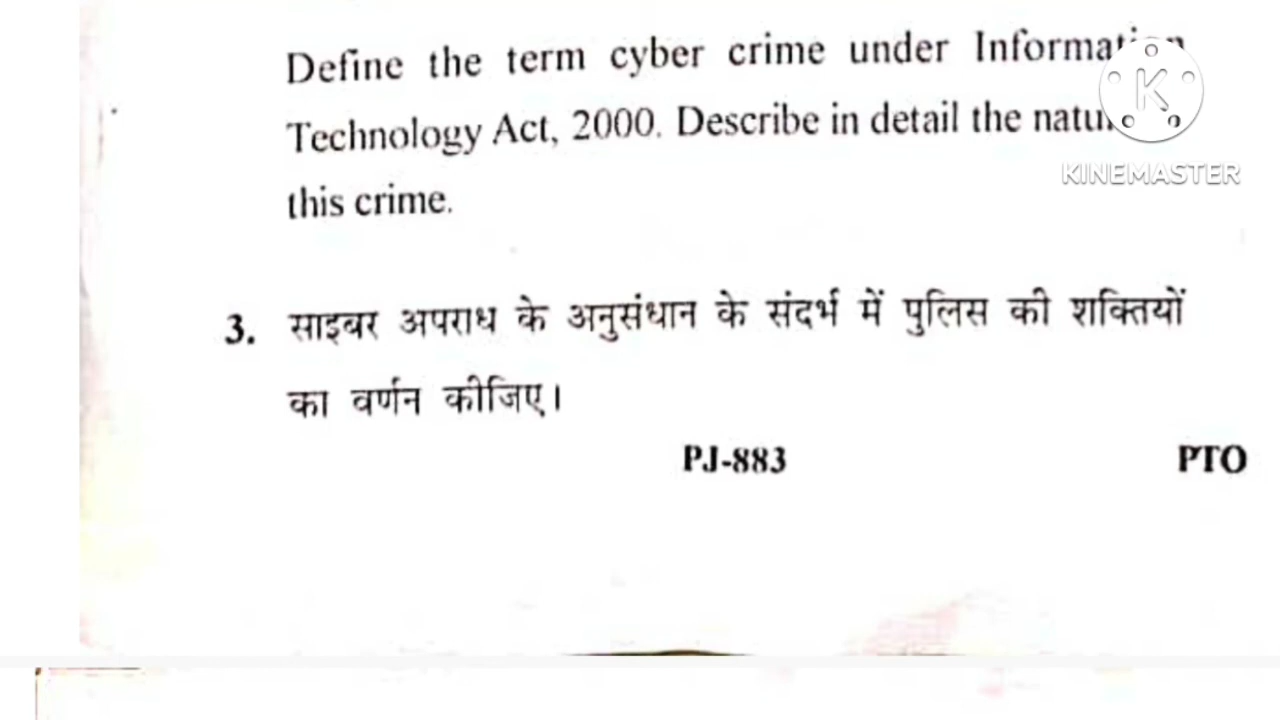 Define the term cyber crime under Information
Technology Act, 2000. Describe in detail the
this crime.
3. साइबर अपराध के अनुसंधान के संदर्भ में पुलिस की शक्तियों
का वर्णन कीजिए।
PJ-883 PTO
K
KINEMASTER